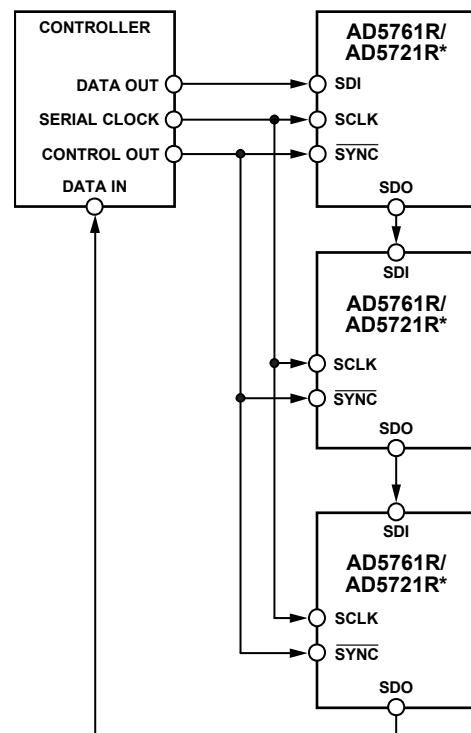 CONTROLLER
DATA OUT
SERIAL CLOCK
CONTROL OUT
DATA IN
AD5761R/
AD5721R*
SDI
SCLK
SYNC
SDO
SDI
AD5761R/
AD5721R*
SCLK
SYNC
SDO
SDI
AD5761R/
AD5721R*
SCLK
SYNC
SDO